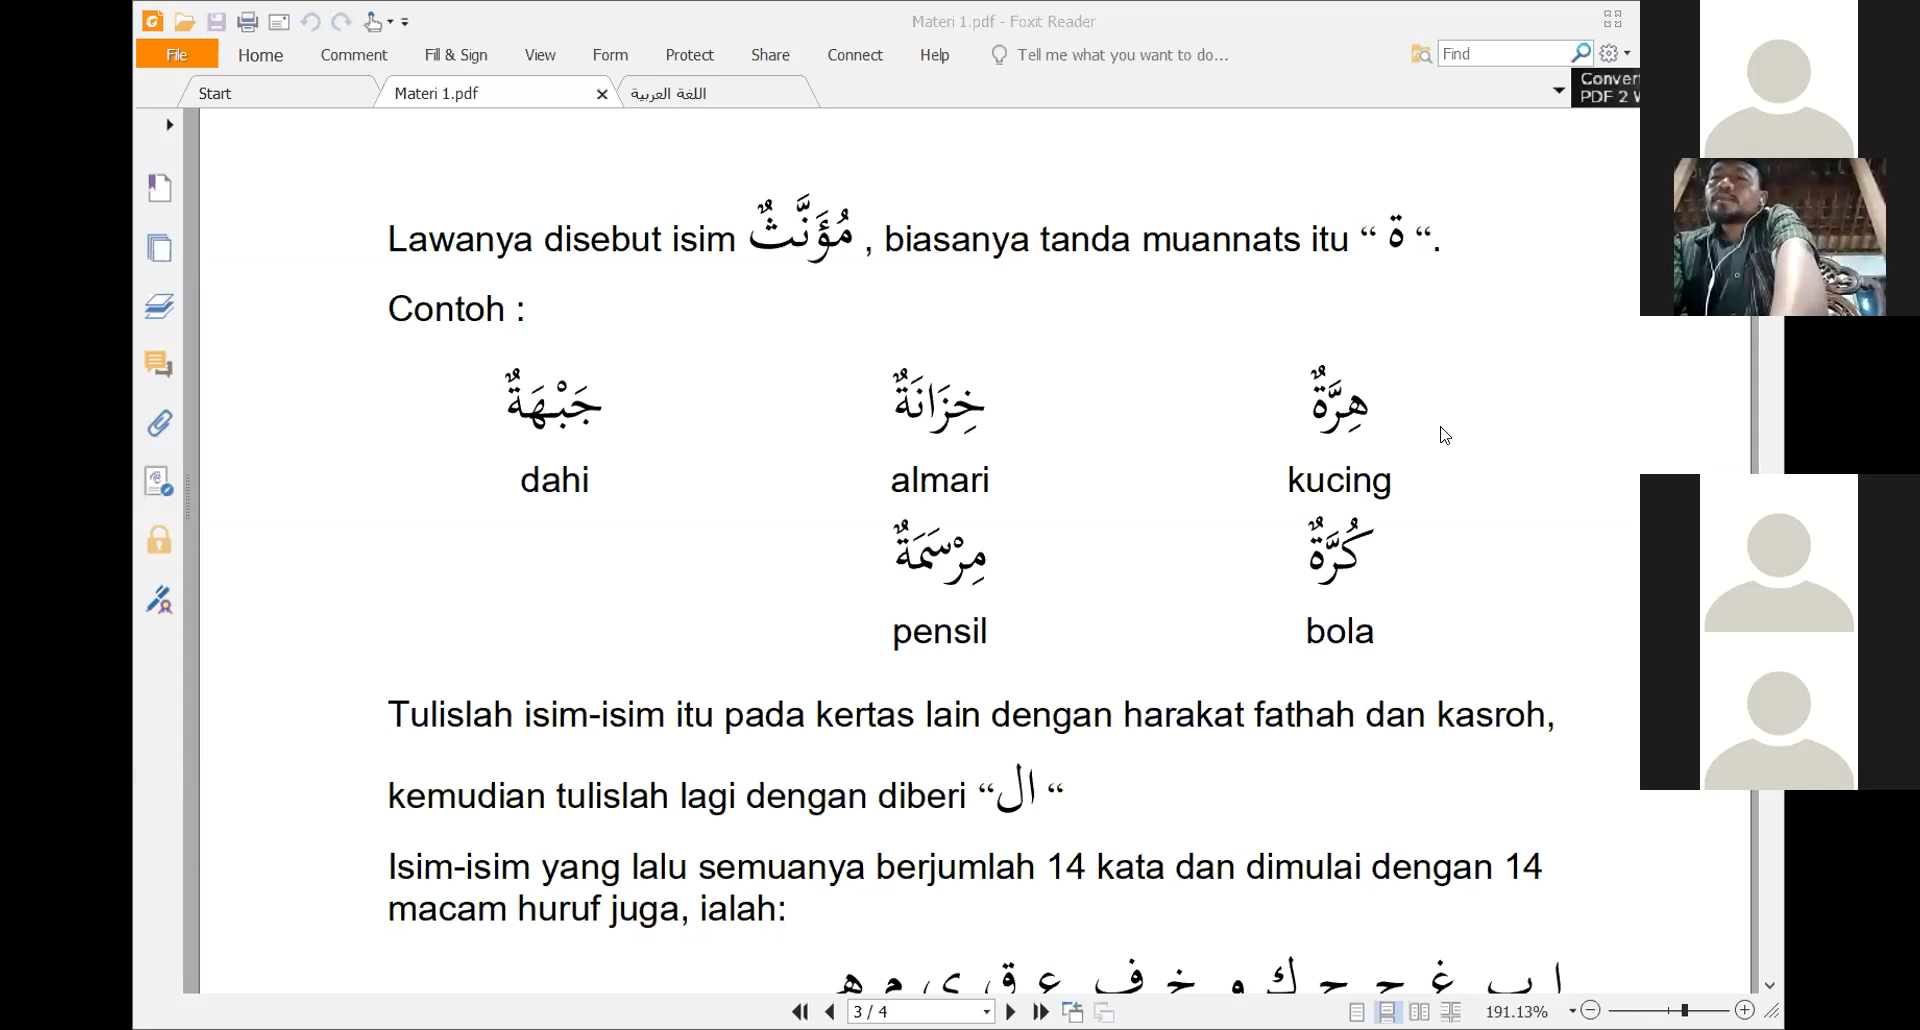 Materi 1.pdf - Foxit Reader
File Home Comment Fill & Sign View Form Protect Share Connect Help Tell me what you want to do... Find
Start Materi 1.pdf اللغة العربية
Conver
PDF 2 W
Lawanya disebut isim مُؤَنَّثٌ , biasanya tanda muannats itu “ ة “.
Contoh :
هِرَّةٌ خِزَانَةٌ جَبْهَةٌ
dahi almari kucing
كُرَّةٌ مِرْسَمَةٌ
pensil bola
Tulislah isim-isim itu pada kertas lain dengan harakat fathah dan kasroh,
kemudian tulislah lagi dengan diberi “ال “
Isim-isim yang lalu semuanya berjumlah 14 kata dan dimulai dengan 14
macam huruf juga, ialah:
ا ب غ ج ح ك و خ ف ع ق ي م ه
3 / 4 191.13%